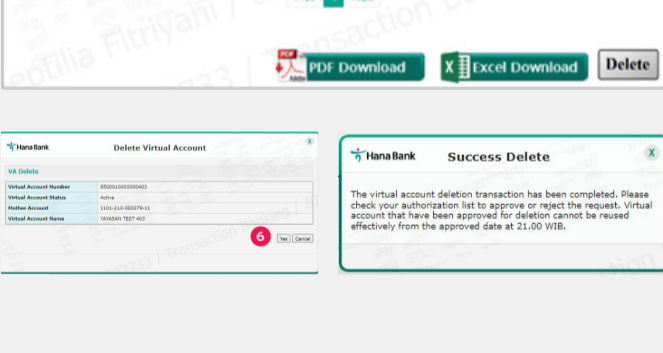 eptilia Fitriyani /
Transaction
PDF Download
Excel Download
Delete
Hana Bank
Delete Virtual Account
X
VA Delete
Virtual Account Number
Virtual Account Status Active
Mother Account
Virtual Account Name YAYASAN TEST 403
6
Yes Cancel
Hana Bank
Success Delete
X
The virtual account deletion transaction has been completed. Please
check your authorization list to approve or reject the request. Virtual
account that have been approved for deletion cannot be reused
effectively from the approved date at 21.00 WIB.